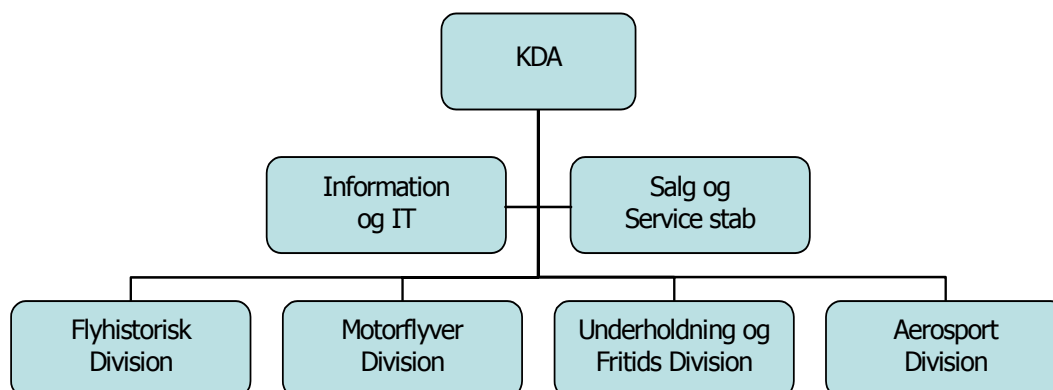 KDA
Information
og IT
Salg og
Service stab
Flyhistorisk
Division
Motorflyver
Division
Underholdning og
Fritids Division
Aerosport
Division